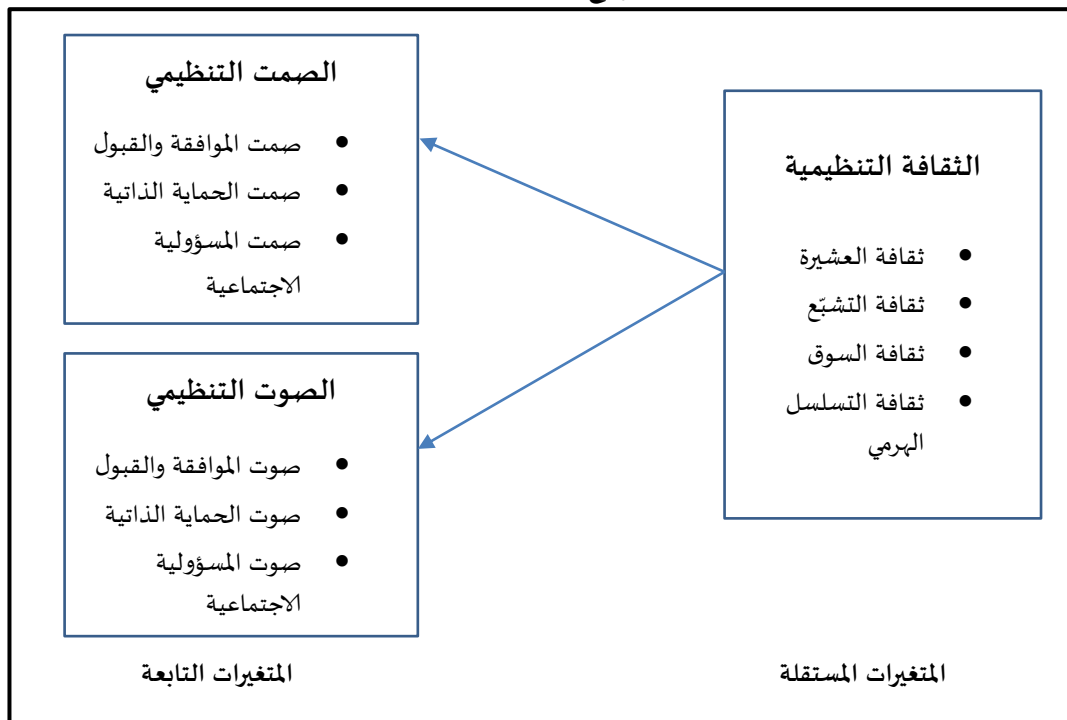 الثقافة التنظيمية
• ثقافة العشيرة
• ثقافة التشبّع
• ثقافة السوق
• ثقافة التسلسل
الهرمي
المتغيرات المستقلة
الصمت التنظيمي
• صمت الموافقة والقبول
• صمت الحماية الذاتية
• صمت المسؤولية
الاجتماعية
الصوت التنظيمي
• صوت الموافقة والقبول
• صوت الحماية الذاتية
• صوت المسؤولية
الاجتماعية
المتغيرات التابعة